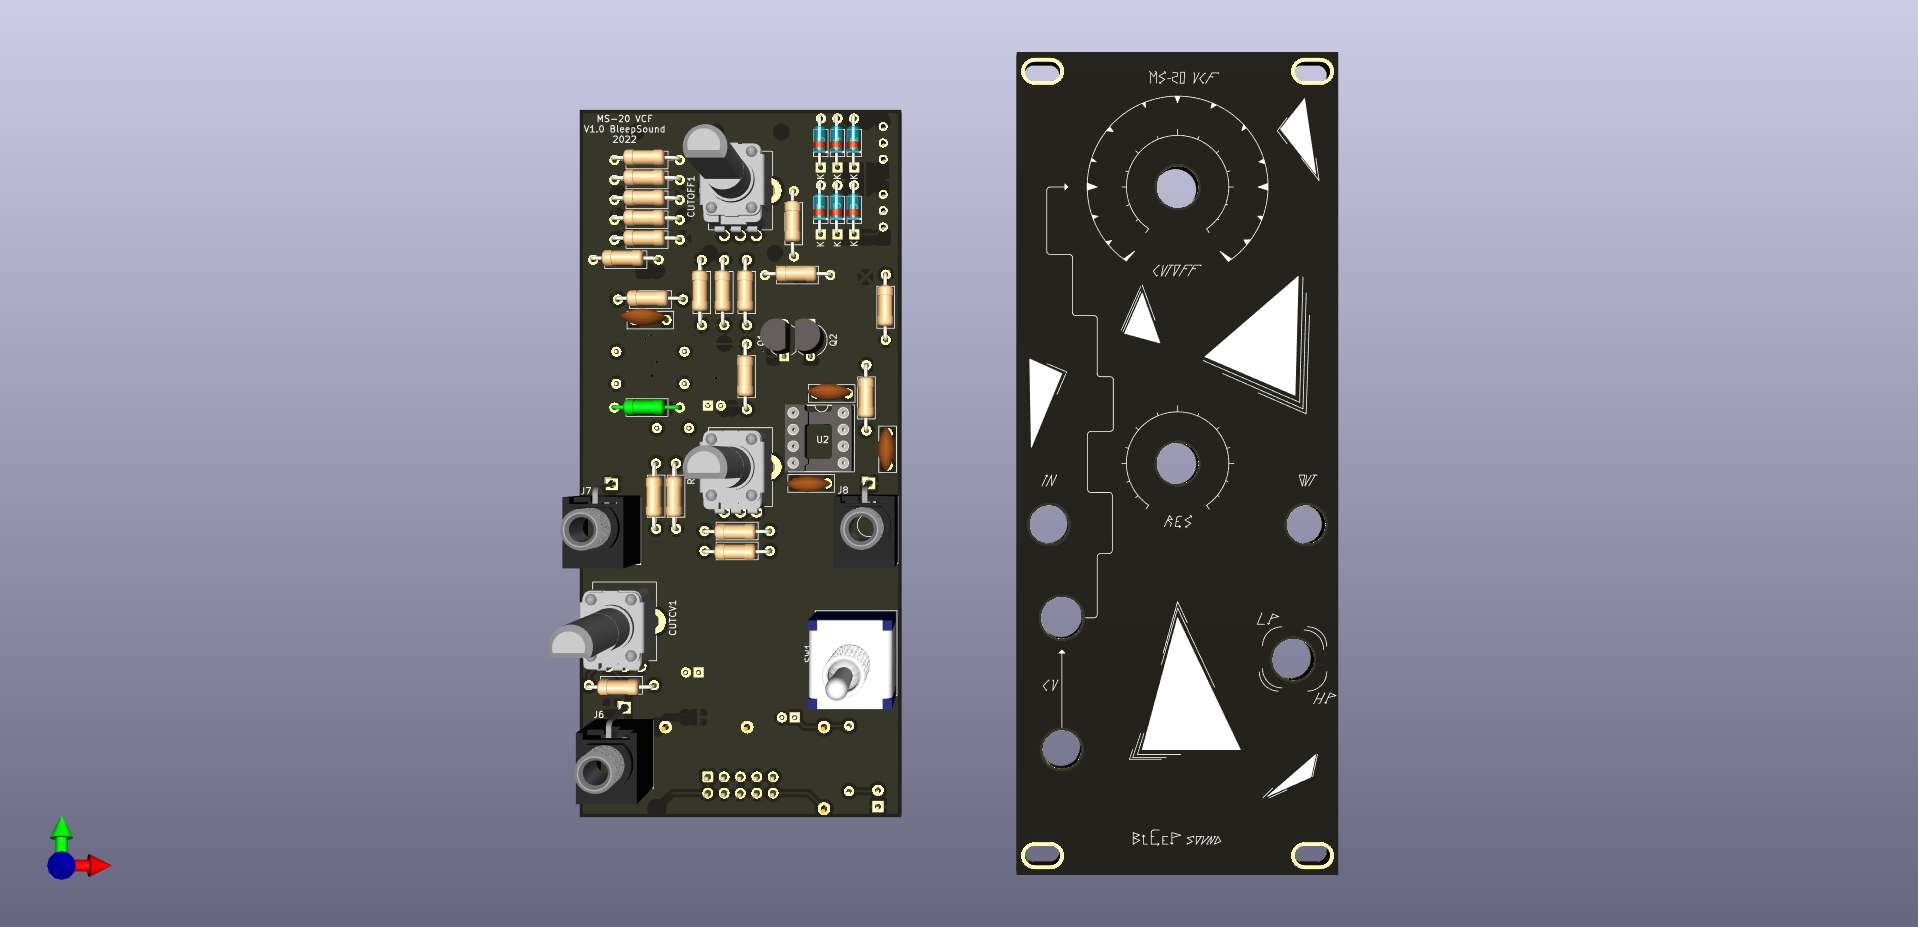 MS-20 VCF
V1.0 BleepSound
2022
CUTOFF1
K K K
K K K
Q2
U2
J7
J8
CUTCV1
SW1
J6
MS-20 VCF
CUTOFF
IN
OUT
RES
LP
CV
HP
BLEEP SOUND